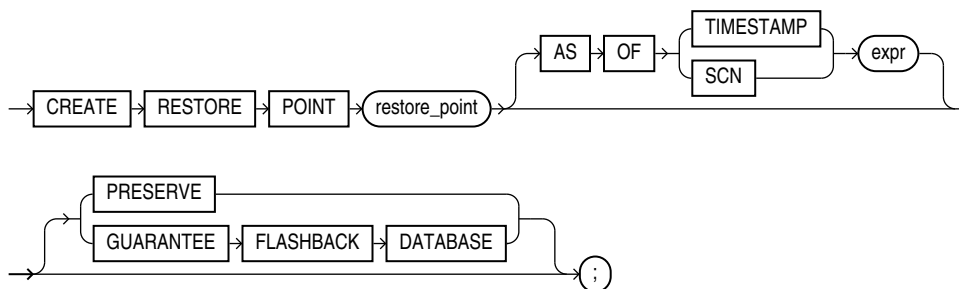 TIMESTAMP
AS OF expr
SCN
CREATE RESTORE POINT restore_point
PRESERVE
GUARANTEE FLASHBACK DATABASE
;